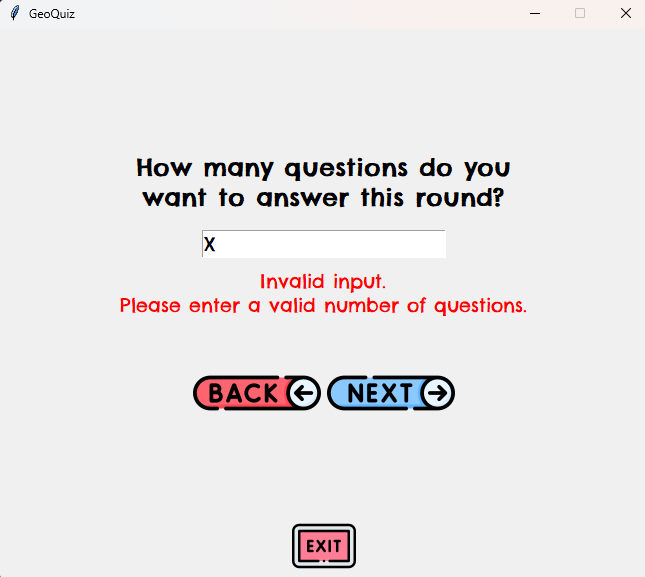 GeoQuiz
How many questions do you
want to answer this round?
X
Invalid input.
Please enter a valid number of questions.
BACK
NEXT
EXIT